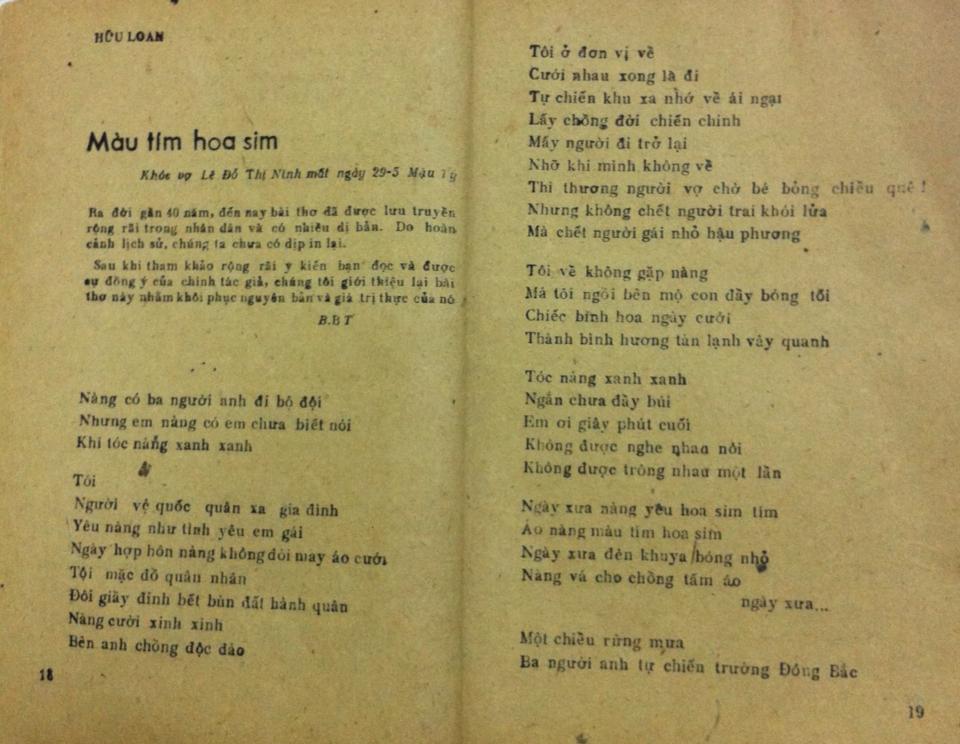 HỮU LOAN
Màu tím hoa sim
Khóc vợ Lê Đỗ Thị Ninh mất ngày 29-5 Mậu Tý
Ra đời gần 40 năm, đến nay bài thơ đã được lưu truyền
rộng rãi trong nhân dân và có nhiều dị bản. Do hoàn
cảnh lịch sử, chúng ta chưa có dịp in lại.
Sau khi tham khảo rộng rãi ý kiến bạn đọc và được
sự đồng ý của chính tác giả, chúng tôi giới thiệu lại bài
thơ này nhằm khôi phục nguyên bản và giá trị thực của nó
B.B T
Nàng có ba người anh đi bộ đội
Nhưng em nàng có em chưa biết nói
Khi tóc nàng xanh xanh
Tôi
Người vệ quốc quân xa gia đình
Yêu nàng như tình yêu em gái
Ngày hợp hôn nàng không đòi may áo cưới
Tội mặc đồ quân nhân
Đôi giày đinh bết bùn đất hành quân
Nàng cười xinh xinh
Bên anh chồng độc đáo
18
Tôi ở đơn vị về
Cưới nhau xong là đi
Tự chiến khu xa nhớ về ái ngại
Lấy chồng đời chiến chinh
Mấy người đi trở lại
Nhỡ khi mình không về
Thì thương người vợ chờ bé bỏng chiều quê!
Nhưng không chết người trai khói lửa
Mà chết người gái nhỏ hậu phương
Tôi về không gặp nàng
Má tôi ngồi bên mộ con đầy bóng tối
Chiếc bình hoa ngày cưới
Thành bình hương tàn lạnh vây quanh
Tóc nàng xanh xanh
Ngắn chưa đầy búi
Em ơi giây phút cuối
Không được nghe nhau nói
Không được trông nhau một lần
Ngày xưa nàng yêu hoa sim tím
Áo nàng màu tím hoa sim
Ngày xưa đèn khuya bóng nhỏ
Nàng vá cho chồng tấm áo
ngày xưa...
Một chiều rừng mưa
Ba người anh tự chiến trường Đông Bắc
19